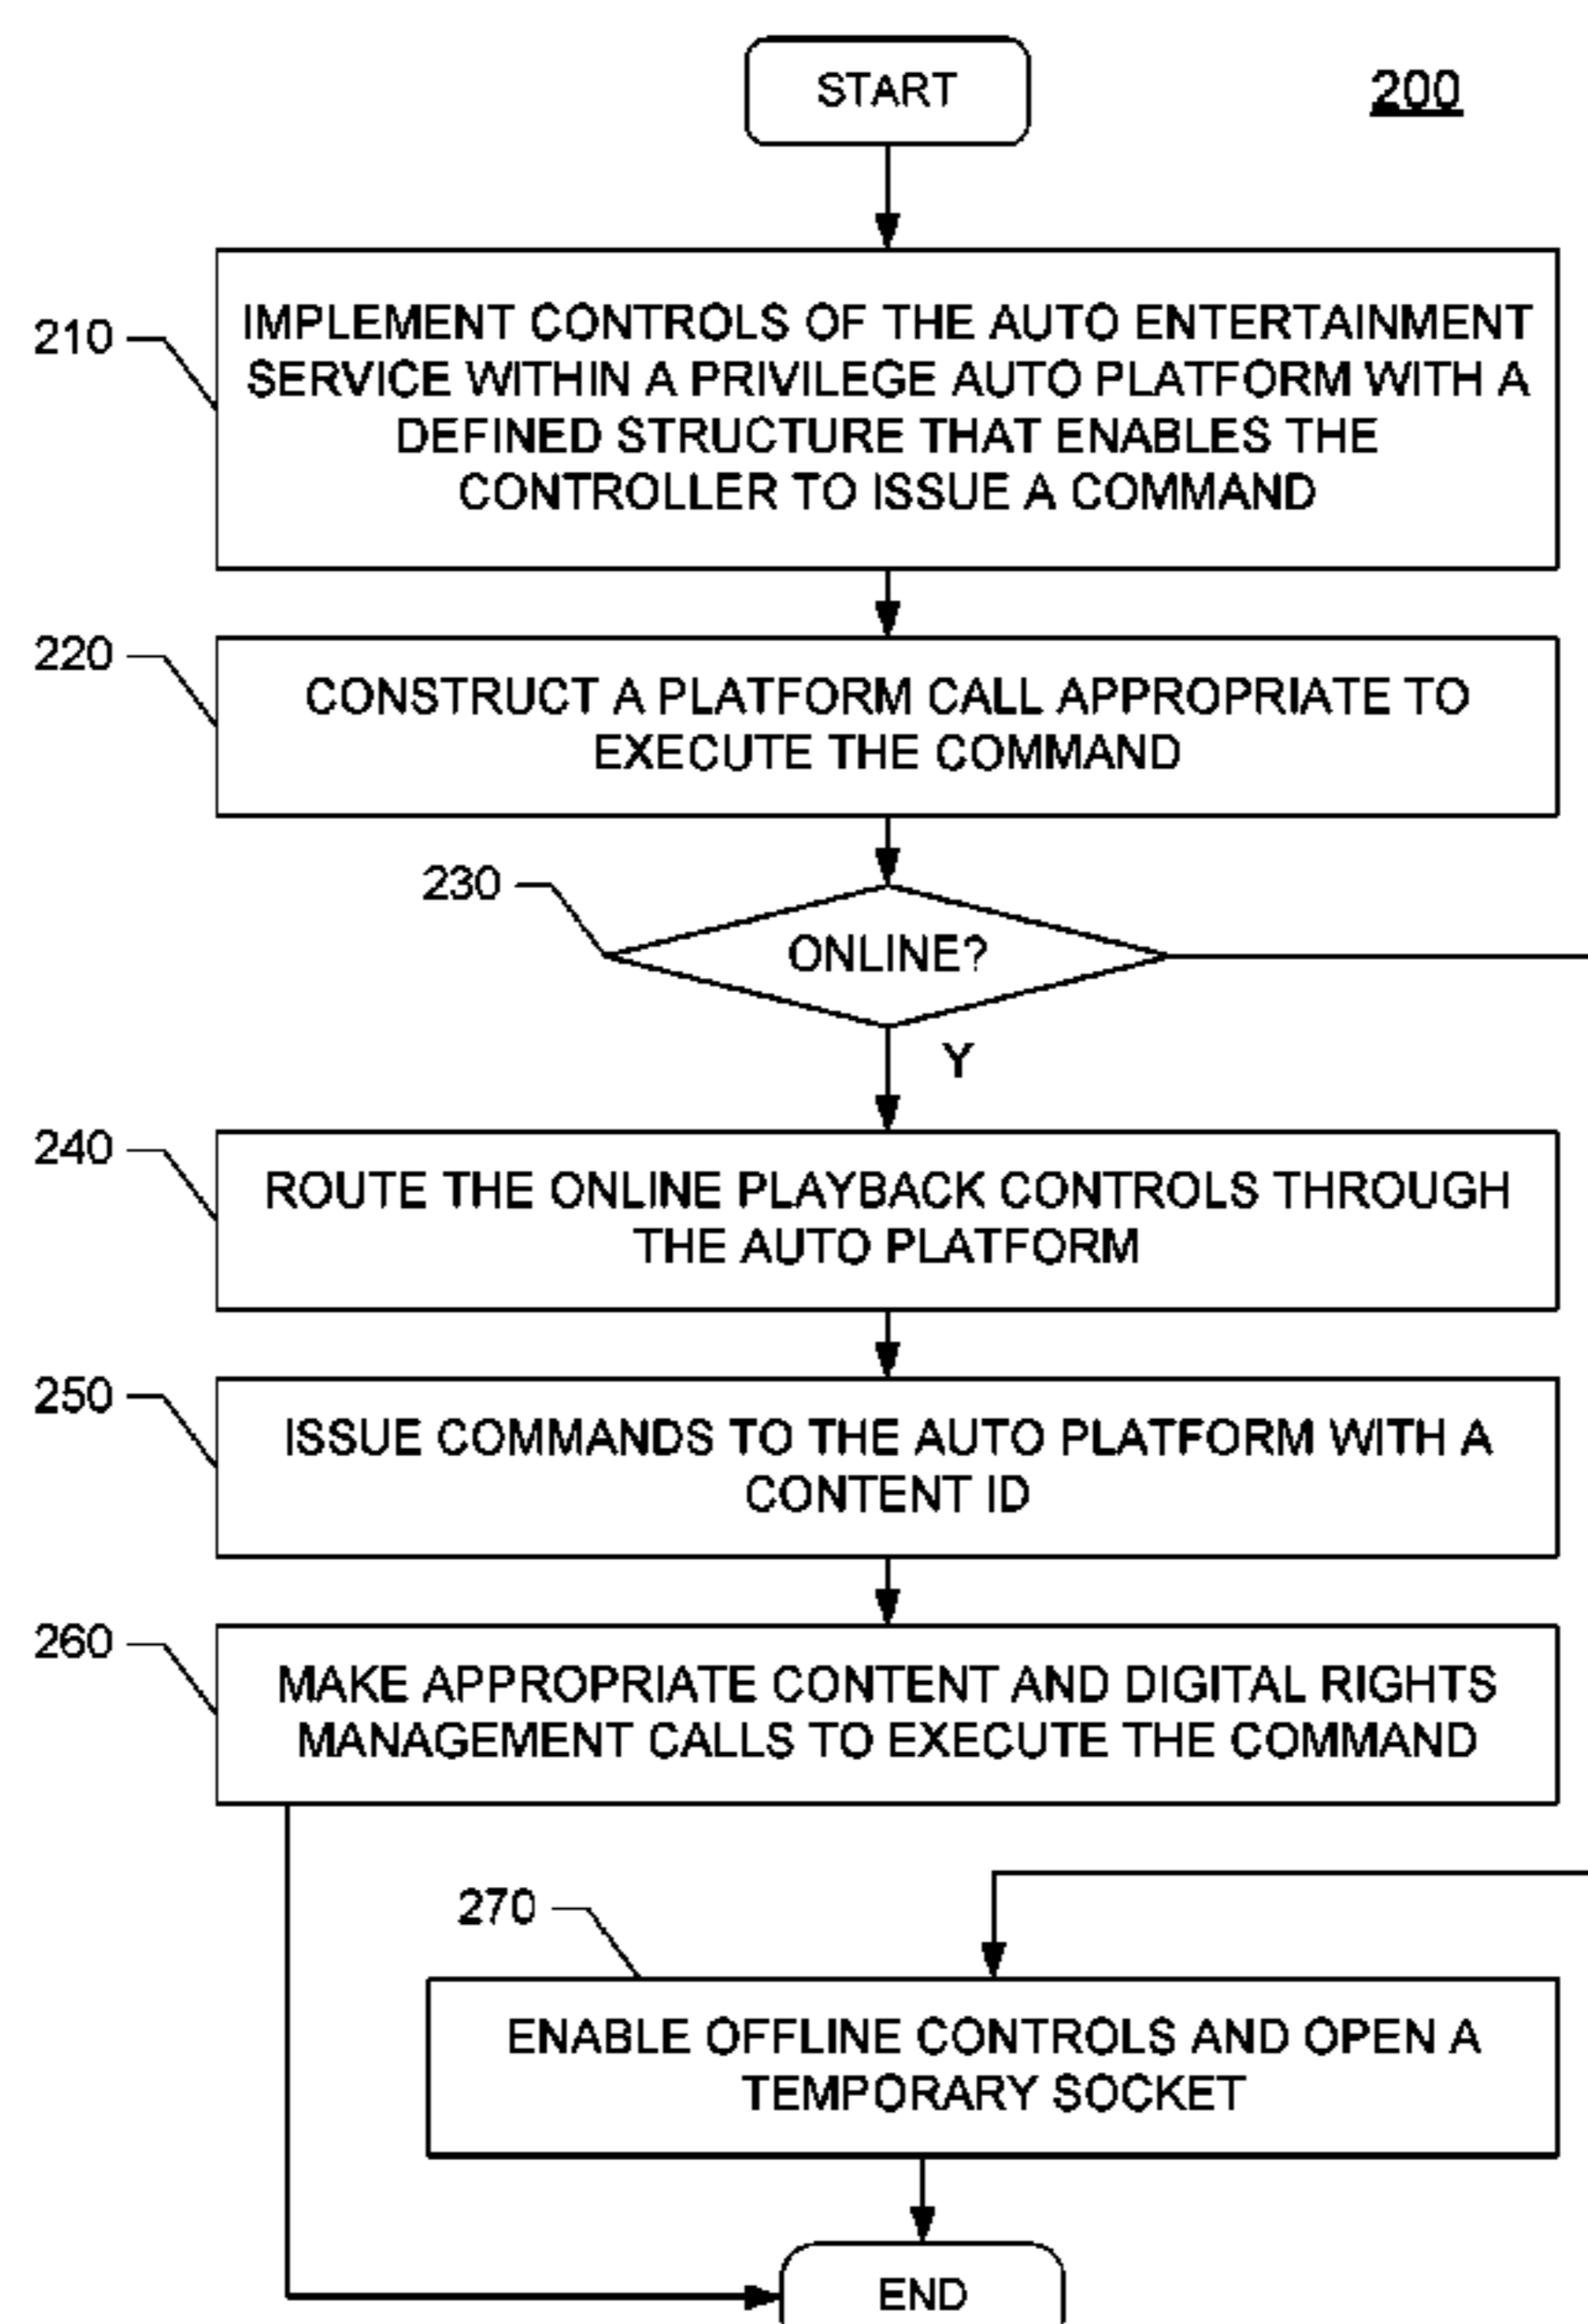 START
200
210
IMPLEMENT CONTROLS OF THE AUTO ENTERTAINMENT
SERVICE WITHIN A PRIVILEGE AUTO PLATFORM WITH A
DEFINED STRUCTURE THAT ENABLES THE
CONTROLLER TO ISSUE A COMMAND
220
CONSTRUCT A PLATFORM CALL APPROPRIATE TO
EXECUTE THE COMMAND
230
ONLINE?
Y
240
ROUTE THE ONLINE PLAYBACK CONTROLS THROUGH
THE AUTO PLATFORM
250
ISSUE COMMANDS TO THE AUTO PLATFORM WITH A
CONTENT ID
260
MAKE APPROPRIATE CONTENT AND DIGITAL RIGHTS
MANAGEMENT CALLS TO EXECUTE THE COMMAND
270
ENABLE OFFLINE CONTROLS AND OPEN A
TEMPORARY SOCKET
END